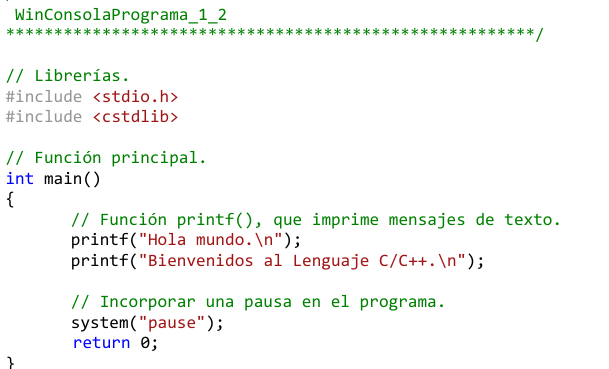 WinConsolaPrograma_1_2
*******************************************************/
// Librerías.
#include <stdio.h>
#include <cstdlib>
// Función principal.
int main()
{
// Función printf(), que imprime mensajes de texto.
printf("Hola mundo.\n");
printf("Bienvenidos al Lenguaje C/C++.\n");
// Incorporar una pausa en el programa.
system("pause");
return 0;
}